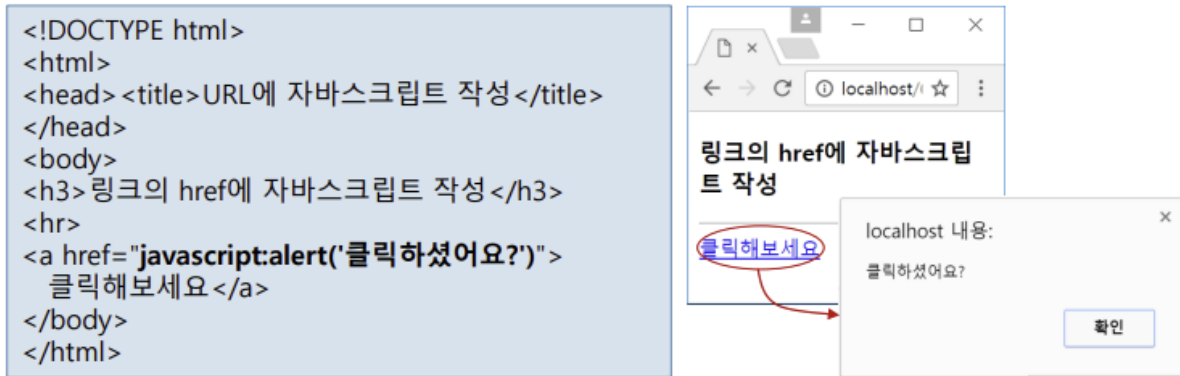 <!DOCTYPE html>
<html>
<head><title>URL에 자바스크립트 작성</title>
</head>
<body>
<h3>링크의 href에 자바스크립트 작성</h3>
<hr>
<a href="javascript:alert('클릭하셨어요?')">
클릭해보세요</a>
</body>
</html>
localhost/
링크의 href에 자바스크립
트 작성
클릭해보세요
localhost 내용:
클릭하셨어요?
확인